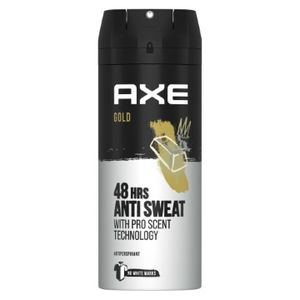 AXE
GOLD
48 HRS
ANTI SWEAT
WITH PRO SCENT
TECHNOLOGY
ANTIPERSPIRANT
NO WHITE MARKS